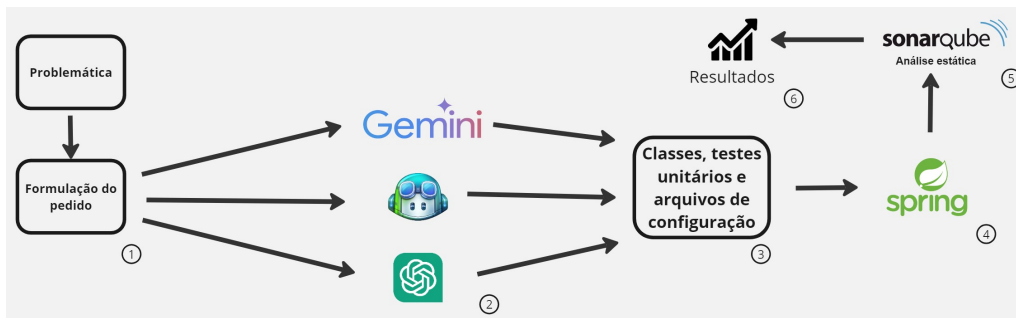 Problemática
Formulação do
pedido
1
Gemini
2
Classes, testes
unitários e
arquivos de
configuração
3
spring
4
sonarqube
Análise estática
5
Resultados
6